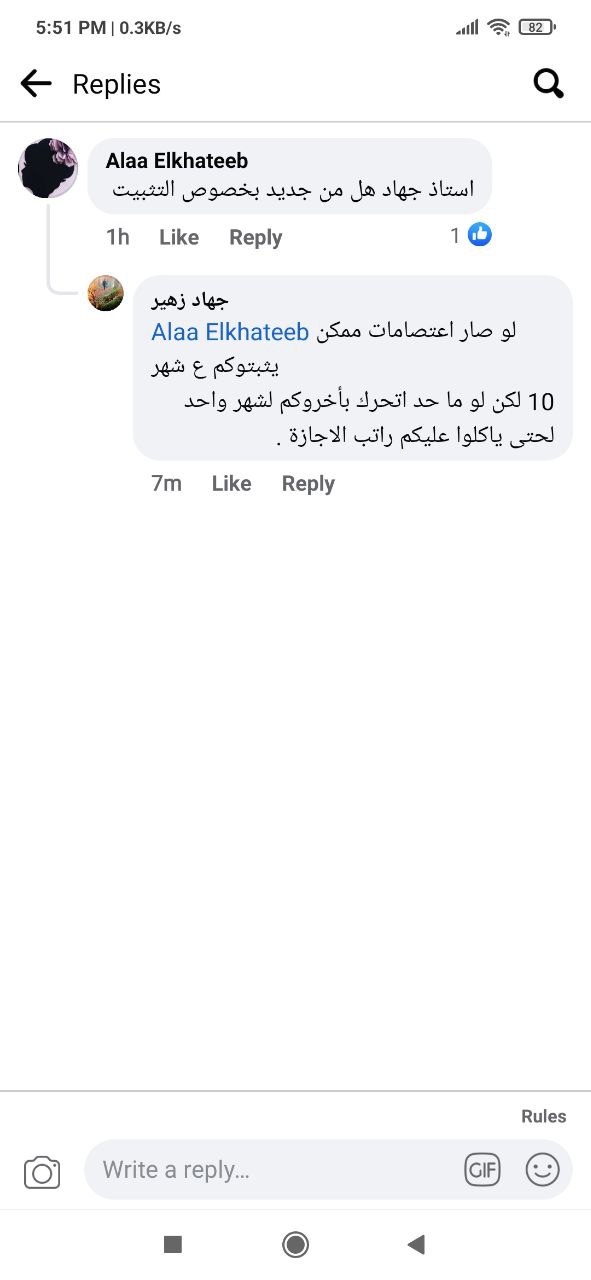 5:51 PM | 0.3KB/s
82
Replies
Alaa Elkhateeb
استاذ جهاد هل من جديد بخصوص التثبيت
1h Like Reply 1
جهاد زهير
Alaa Elkhateeb لو صار اعتصامات ممكن
يثبتوكم ع شهر
10 لكن لو ما حد اتحرك بأخروكم لشهر واحد
لحتى ياكلوا عليكم راتب الاجازة .
7m Like Reply
Rules
Write a reply...
GIF